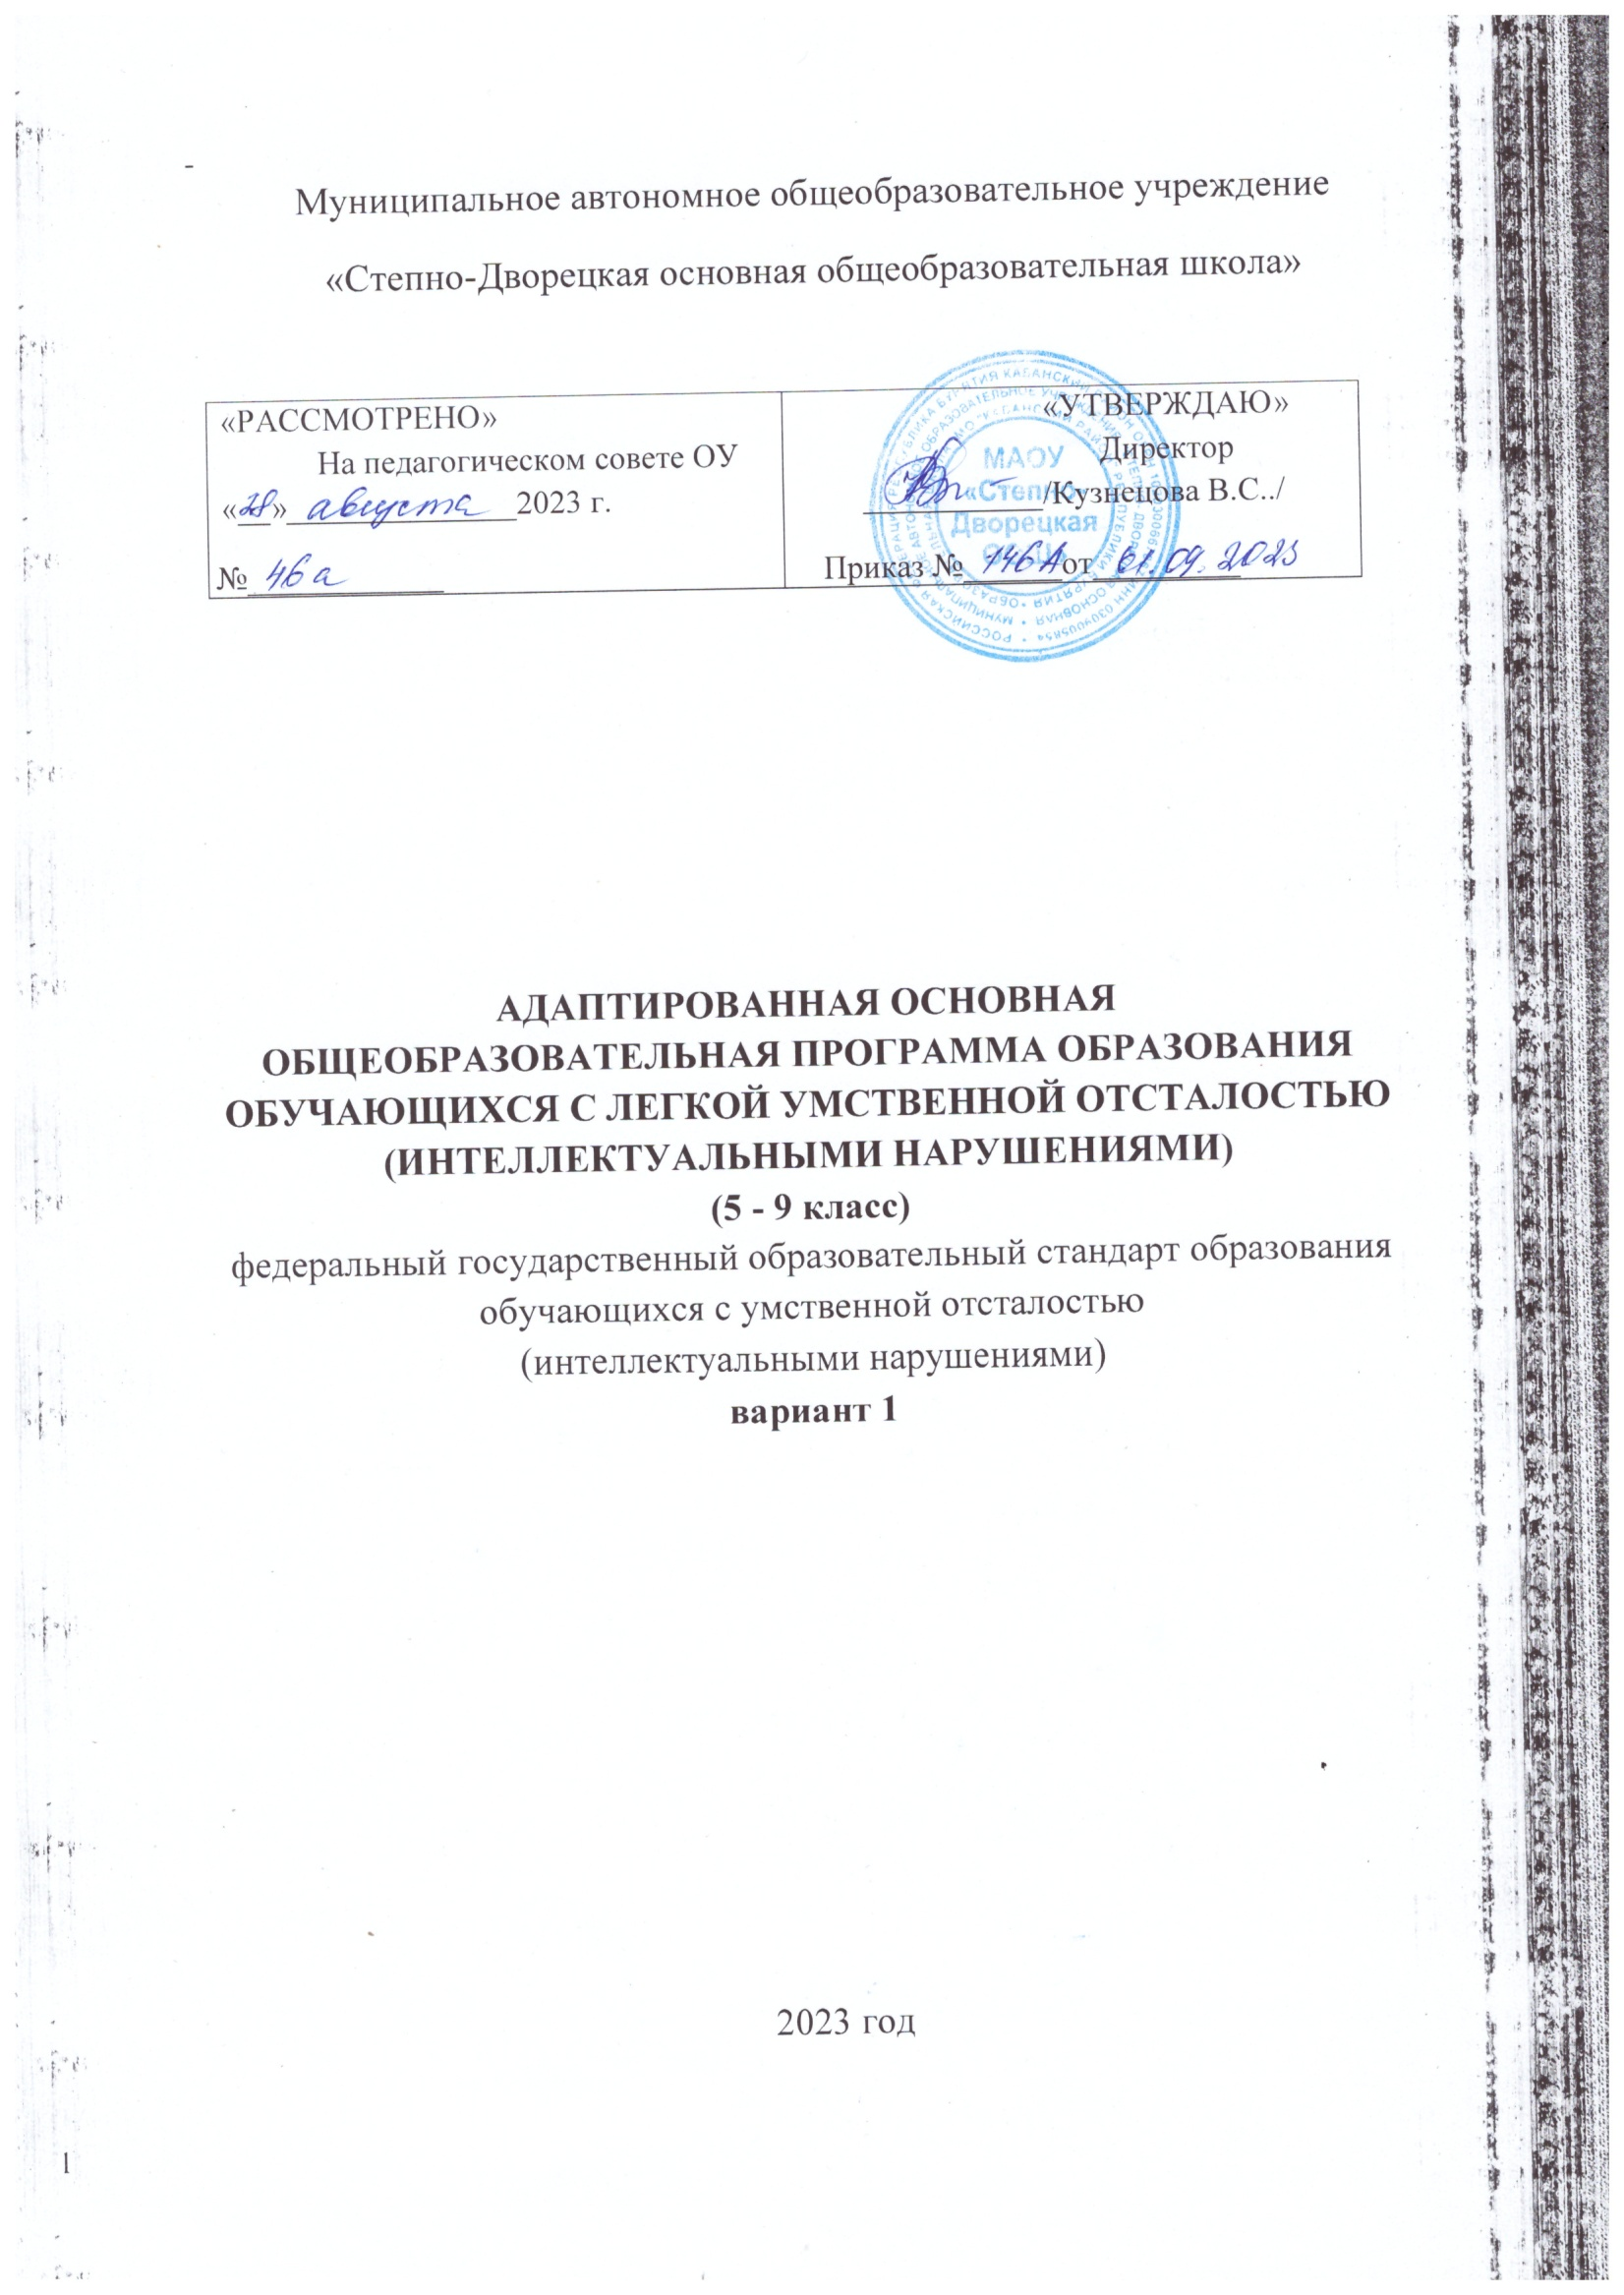 Муниципальное автономное общеобразовательное учреждение
«Степно-Дворецкая основная общеобразовательная школа»
«РАССМОТРЕНО»
На педагогическом совете ОУ
«28» августа 2023 г.
№ 46 а
«УТВЕРЖДАЮ»
Директор
/Кузнецова В.С../
Приказ № 146А от 01.09.2023
МАОУ
«Степно-
Дворецкая
АДАПТИРОВАННАЯ ОСНОВНАЯ
ОБЩЕОБРАЗОВАТЕЛЬНАЯ ПРОГРАММА ОБРАЗОВАНИЯ
ОБУЧАЮЩИХСЯ С ЛЕГКОЙ УМСТВЕННОЙ ОТСТАЛОСТЬЮ
(ИНТЕЛЛЕКТУАЛЬНЫМИ НАРУШЕНИЯМИ)
(5 - 9 класс)
федеральный государственный образовательный стандарт образования
обучающихся с умственной отсталостью
(интеллектуальными нарушениями)
вариант 1
2023 год
1